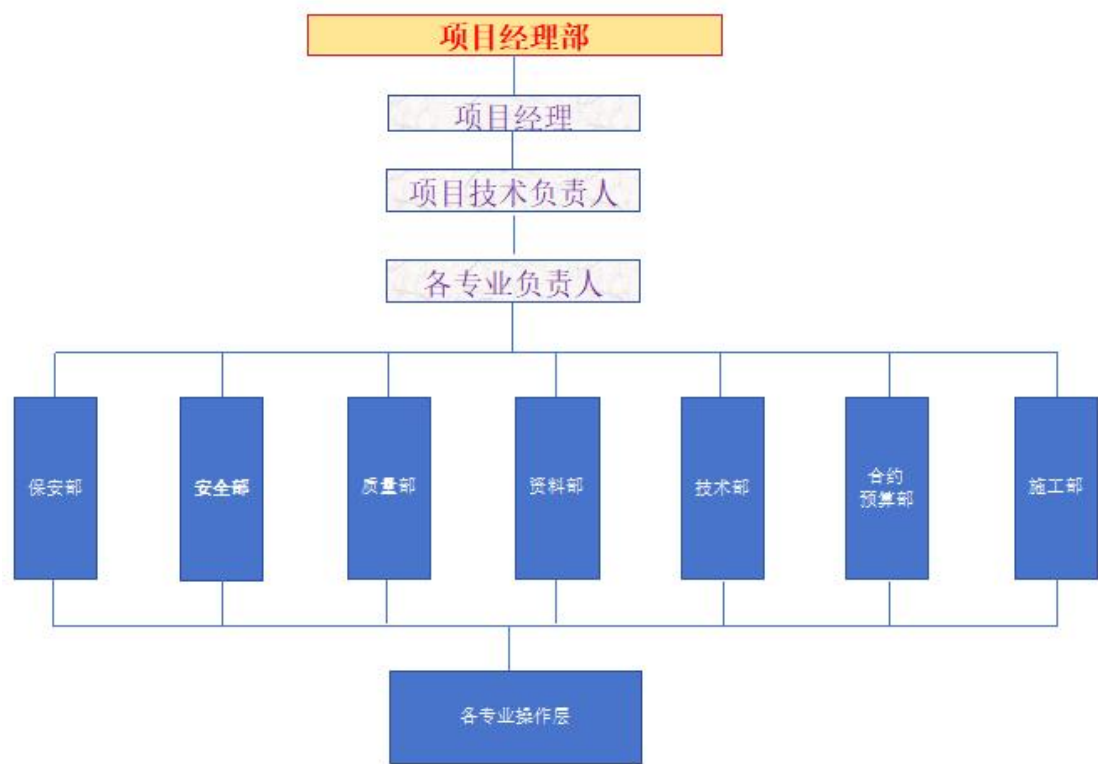 项目经理部
项目经理
项目技术负责人
各专业负责人
保安部
安全部
质量部
资料部
技术部
合约
预算部
施工部
各专业操作层